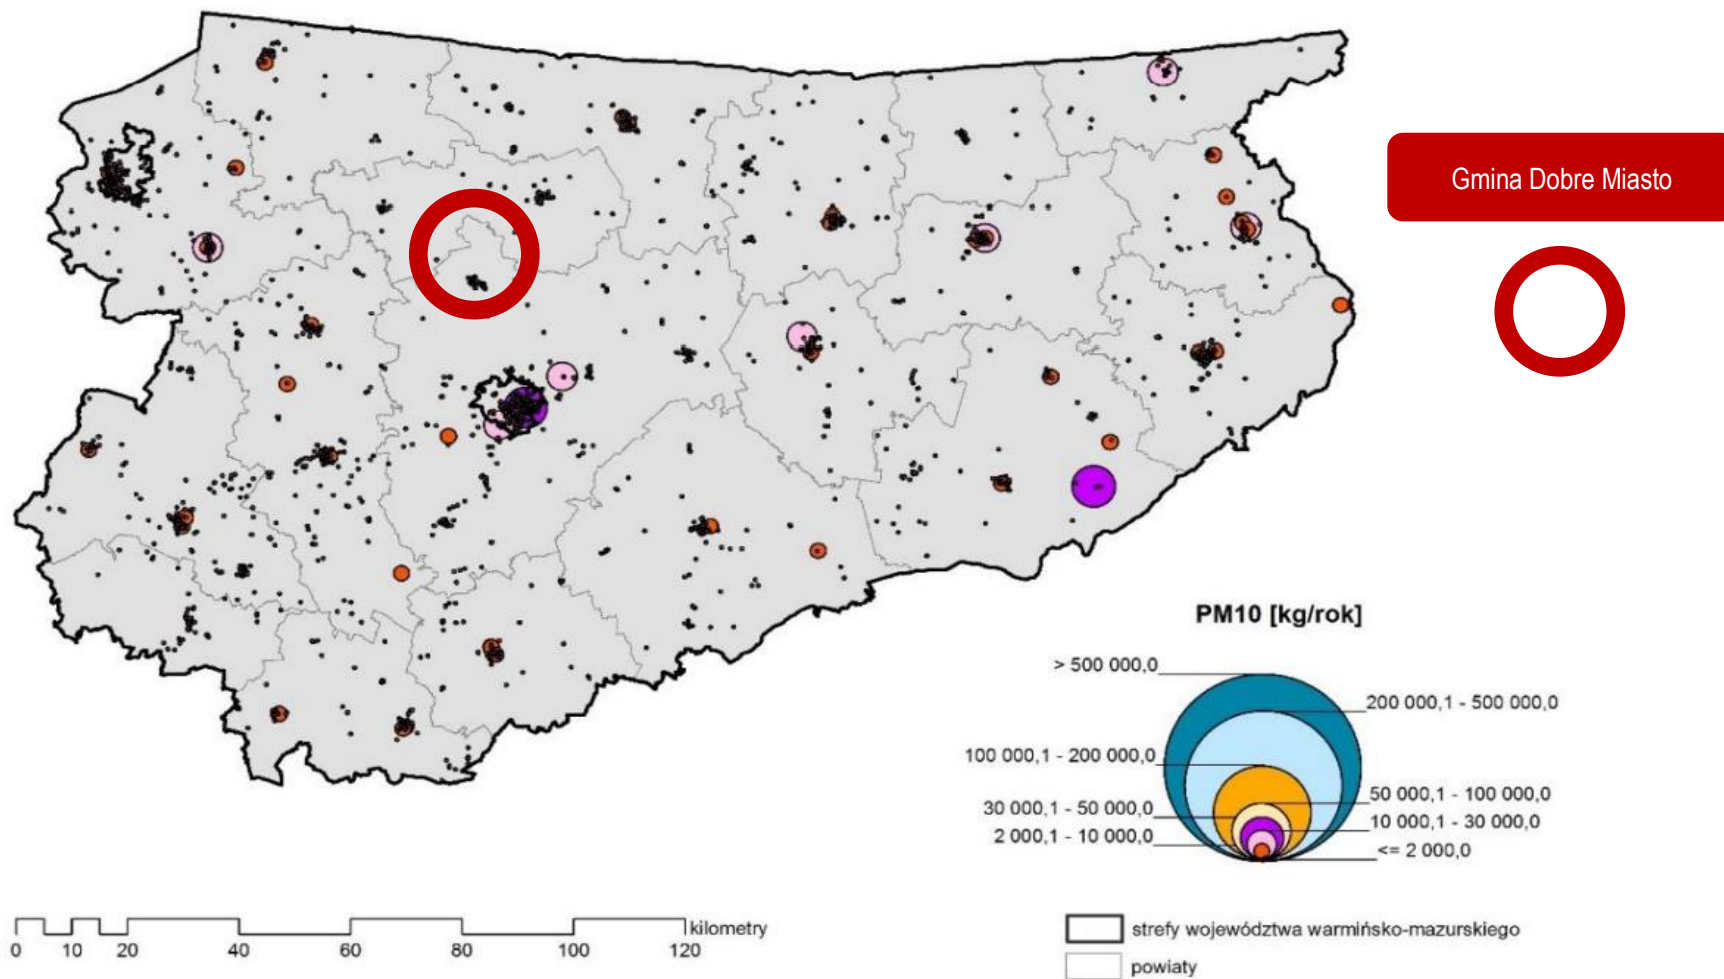 Gmina Dobre Miasto
PM10 [kg/rok]
> 500 000,0
200 000,1 - 500 000,0
100 000,1 - 200 000,0
50 000,1 - 100 000,0
30 000,1 - 50 000,0
10 000,1 - 30 000,0
2 000,1 - 10 000,0
<= 2 000,0
kilometry
0 10 20 40 60 80 100 120
strefy województwa warmińsko-mazurskiego
powiaty